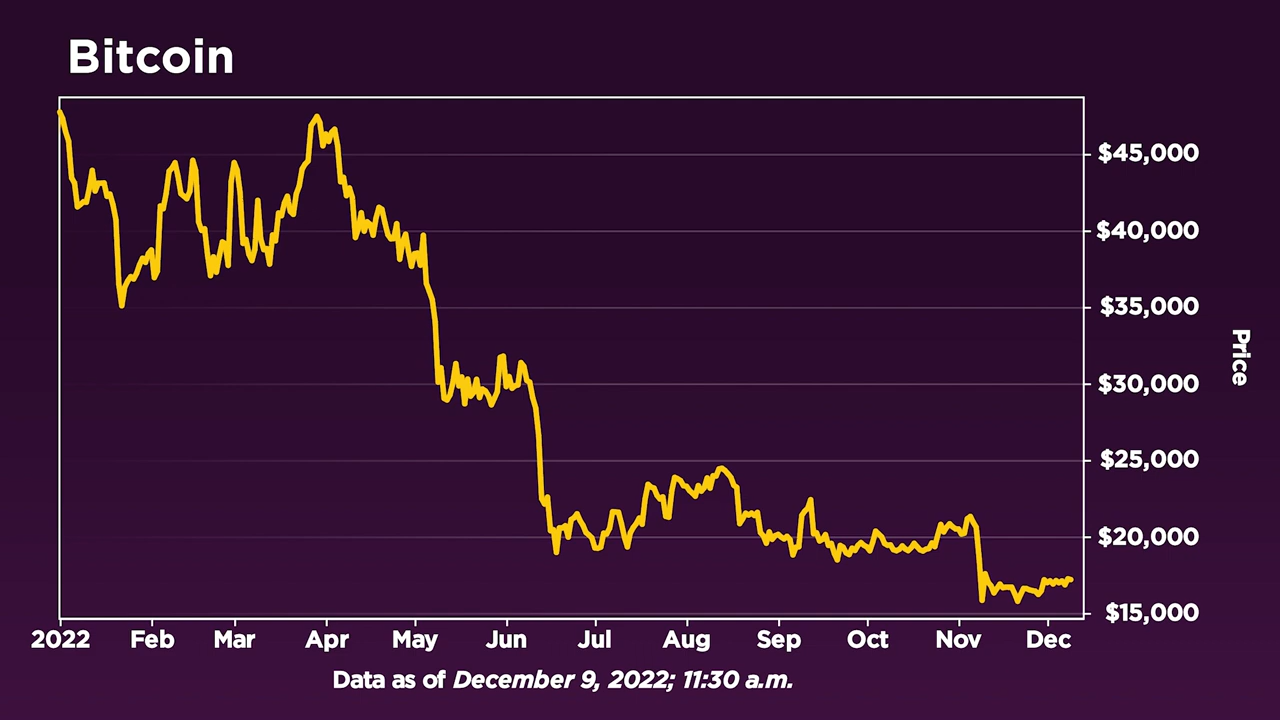 Bitcoin
$45,000
$40,000
$35,000
$30,000
$25,000
$20,000
$15,000
Price
2022 Feb Mar Apr May Jun Jul Aug Sep Oct Nov Dec
Data as of December 9, 2022; 11:30 a.m.